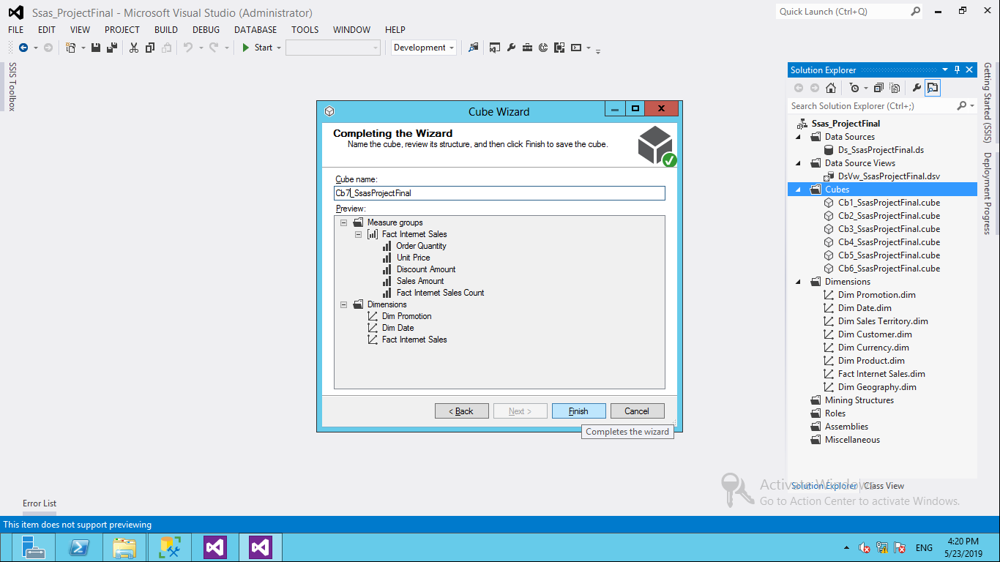 Ssas_ProjectFinal - Microsoft Visual Studio (Administrator)
Quick Launch (Ctrl+Q)
FILE EDIT VIEW PROJECT BUILD DEBUG DATABASE TOOLS WINDOW HELP
Start
Development
SSIS Toolbox
Cube Wizard
Completing the Wizard
Name the cube, review its structure, and then click Finish to save the cube.
Cube name:
Cb7_SsasProjectFinal
Preview:
Measure groups
Fact Internet Sales
Order Quantity
Unit Price
Discount Amount
Sales Amount
Fact Internet Sales Count
Dimensions
Dim Promotion
Dim Date
Fact Internet Sales
< Back Next > Finish Cancel
Completes the wizard
Solution Explorer
Search Solution Explorer (Ctrl+;)
Ssas_ProjectFinal
Data Sources
Ds_SsasProjectFinal.ds
Data Source Views
DsVw_SsasProjectFinal.dsv
Cubes
Cb1_SsasProjectFinal.cube
Cb2_SsasProjectFinal.cube
Cb3_SsasProjectFinal.cube
Cb4_SsasProjectFinal.cube
Cb5_SsasProjectFinal.cube
Cb6_SsasProjectFinal.cube
Dimensions
Dim Promotion.dim
Dim Date.dim
Dim Sales Territory.dim
Dim Customer.dim
Dim Currency.dim
Dim Product.dim
Fact Internet Sales.dim
Dim Geography.dim
Mining Structures
Roles
Assemblies
Miscellaneous
Solution Explorer Class View
Getting Started (SSIS)
Deployment Progress
Activate Windows
Go to Action Center to activate Windows.
Error List
This item does not support previewing
ENG
4:20 PM
5/23/2019